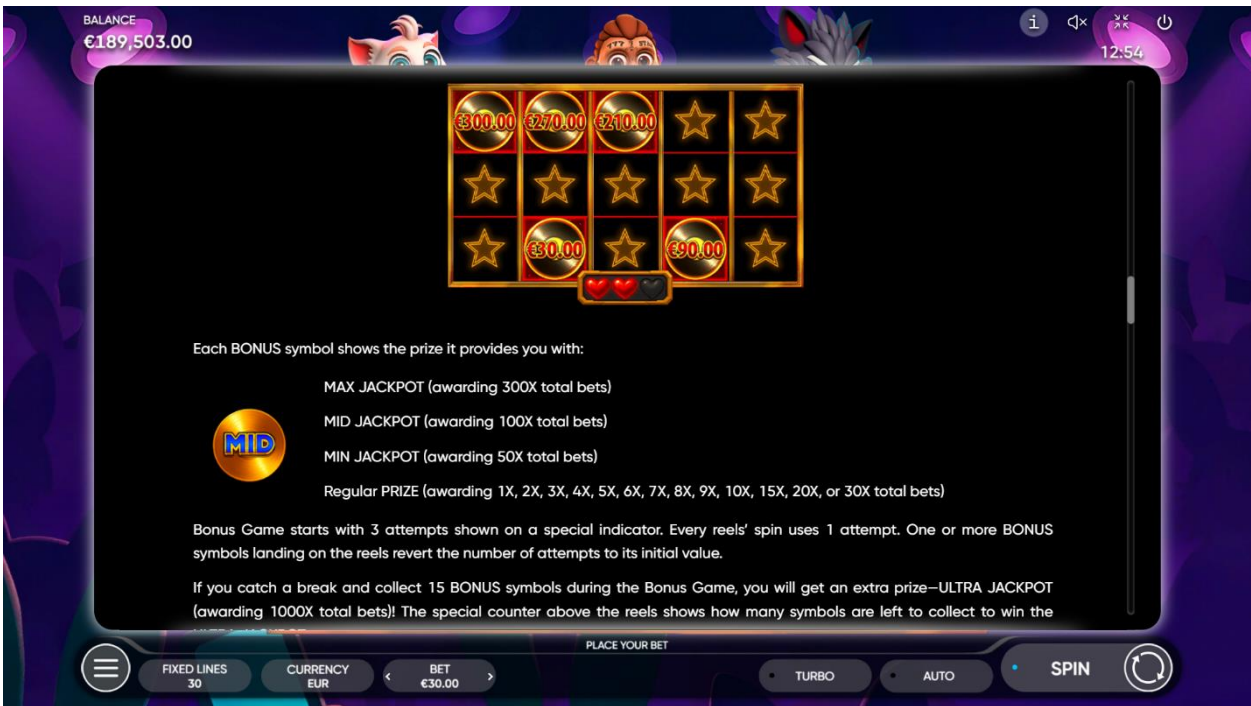 BALANCE
€189,503.00
i
12:54
€300.00 €270.00 €210.00
€30.00 €90.00
Each BONUS symbol shows the prize it provides you with:
MAX JACKPOT (awarding 300X total bets)
MID JACKPOT (awarding 100X total bets)
MID
MIN JACKPOT (awarding 50X total bets)
Regular PRIZE (awarding 1X, 2X, 3X, 4X, 5X, 6X, 7X, 8X, 9X, 10X, 15X, 20X, or 30X total bets)
Bonus Game starts with 3 attempts shown on a special indicator. Every reels' spin uses 1 attempt. One or more BONUS
symbols landing on the reels revert the number of attempts to its initial value.
If you catch a break and collect 15 BONUS symbols during the Bonus Game, you will get an extra prize—ULTRA JACKPOT
(awarding 1000X total bets)! The special counter above the reels shows how many symbols are left to collect to win the
PLACE YOUR BET
FIXED LINES
30
CURRENCY
EUR
BET
€30.00
TURBO
AUTO
SPIN